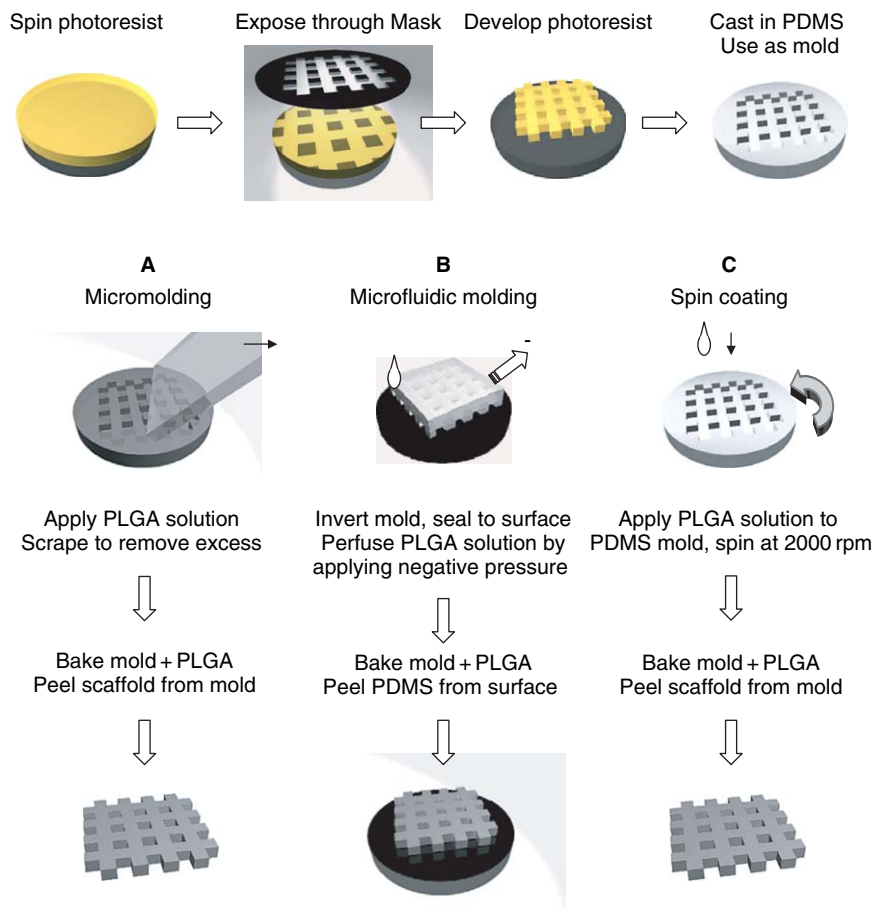 Spin photoresist
Expose through Mask
Develop photoresist
Cast in PDMS
Use as mold
A
Micromolding
Apply PLGA solution
Scrape to remove excess
Bake mold + PLGA
Peel scaffold from mold
B
Microfluidic molding
-
Invert mold, seal to surface
Perfuse PLGA solution by
applying negative pressure
Bake mold + PLGA
Peel PDMS from surface
C
Spin coating
Apply PLGA solution to
PDMS mold, spin at 2000 rpm
Bake mold + PLGA
Peel scaffold from mold